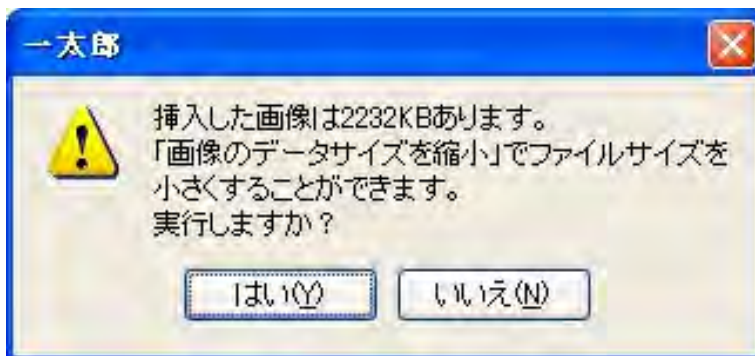 一太郎
挿入した画像は2232KBあります。
「画像のデータサイズを縮小」でファイルサイズを
小さくすることができます。
実行しますか？
はい(Y)
いいえ(N)